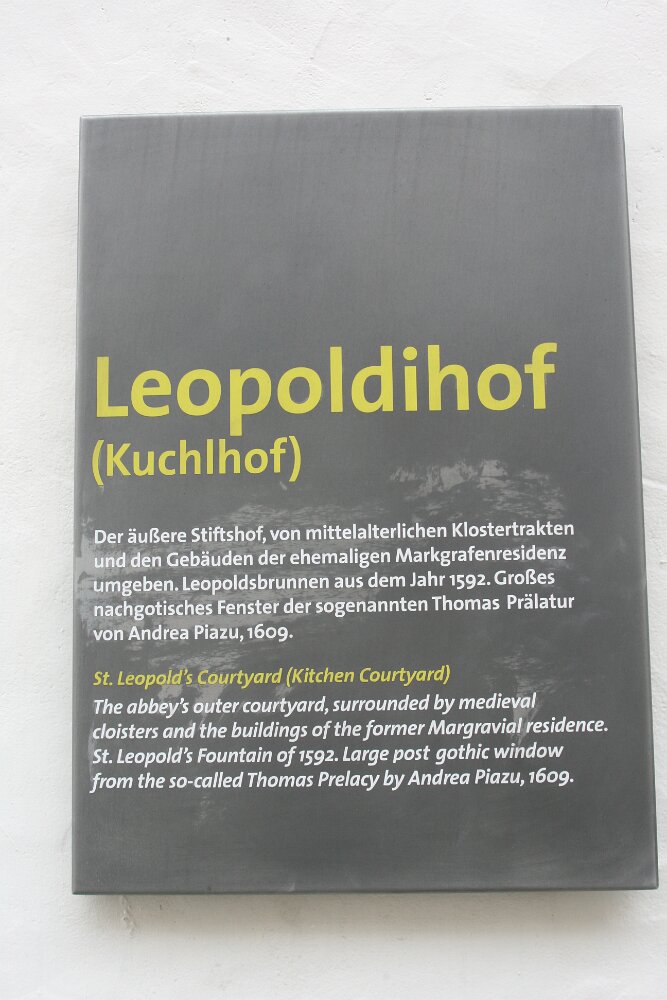 Leopoldihof
(Kuchlhof)
Der äußere Stiftshof, von mittelalterlichen Klostertrakten
und den Gebäuden der ehemaligen Markgrafenresidenz
umgeben. Leopoldsbrunnen aus dem Jahr 1592. Großes
nachgotisches Fenster der sogenannten Thomas Prälatur
von Andrea Piazu, 1609.
St. Leopold's Courtyard (Kitchen Courtyard)
The abbey's outer courtyard, surrounded by medieval
cloisters and the buildings of the former Margravial residence.
St. Leopold's Fountain of 1592. Large post gothic window
from the so-called Thomas Prelacy by Andrea Piazu, 1609.